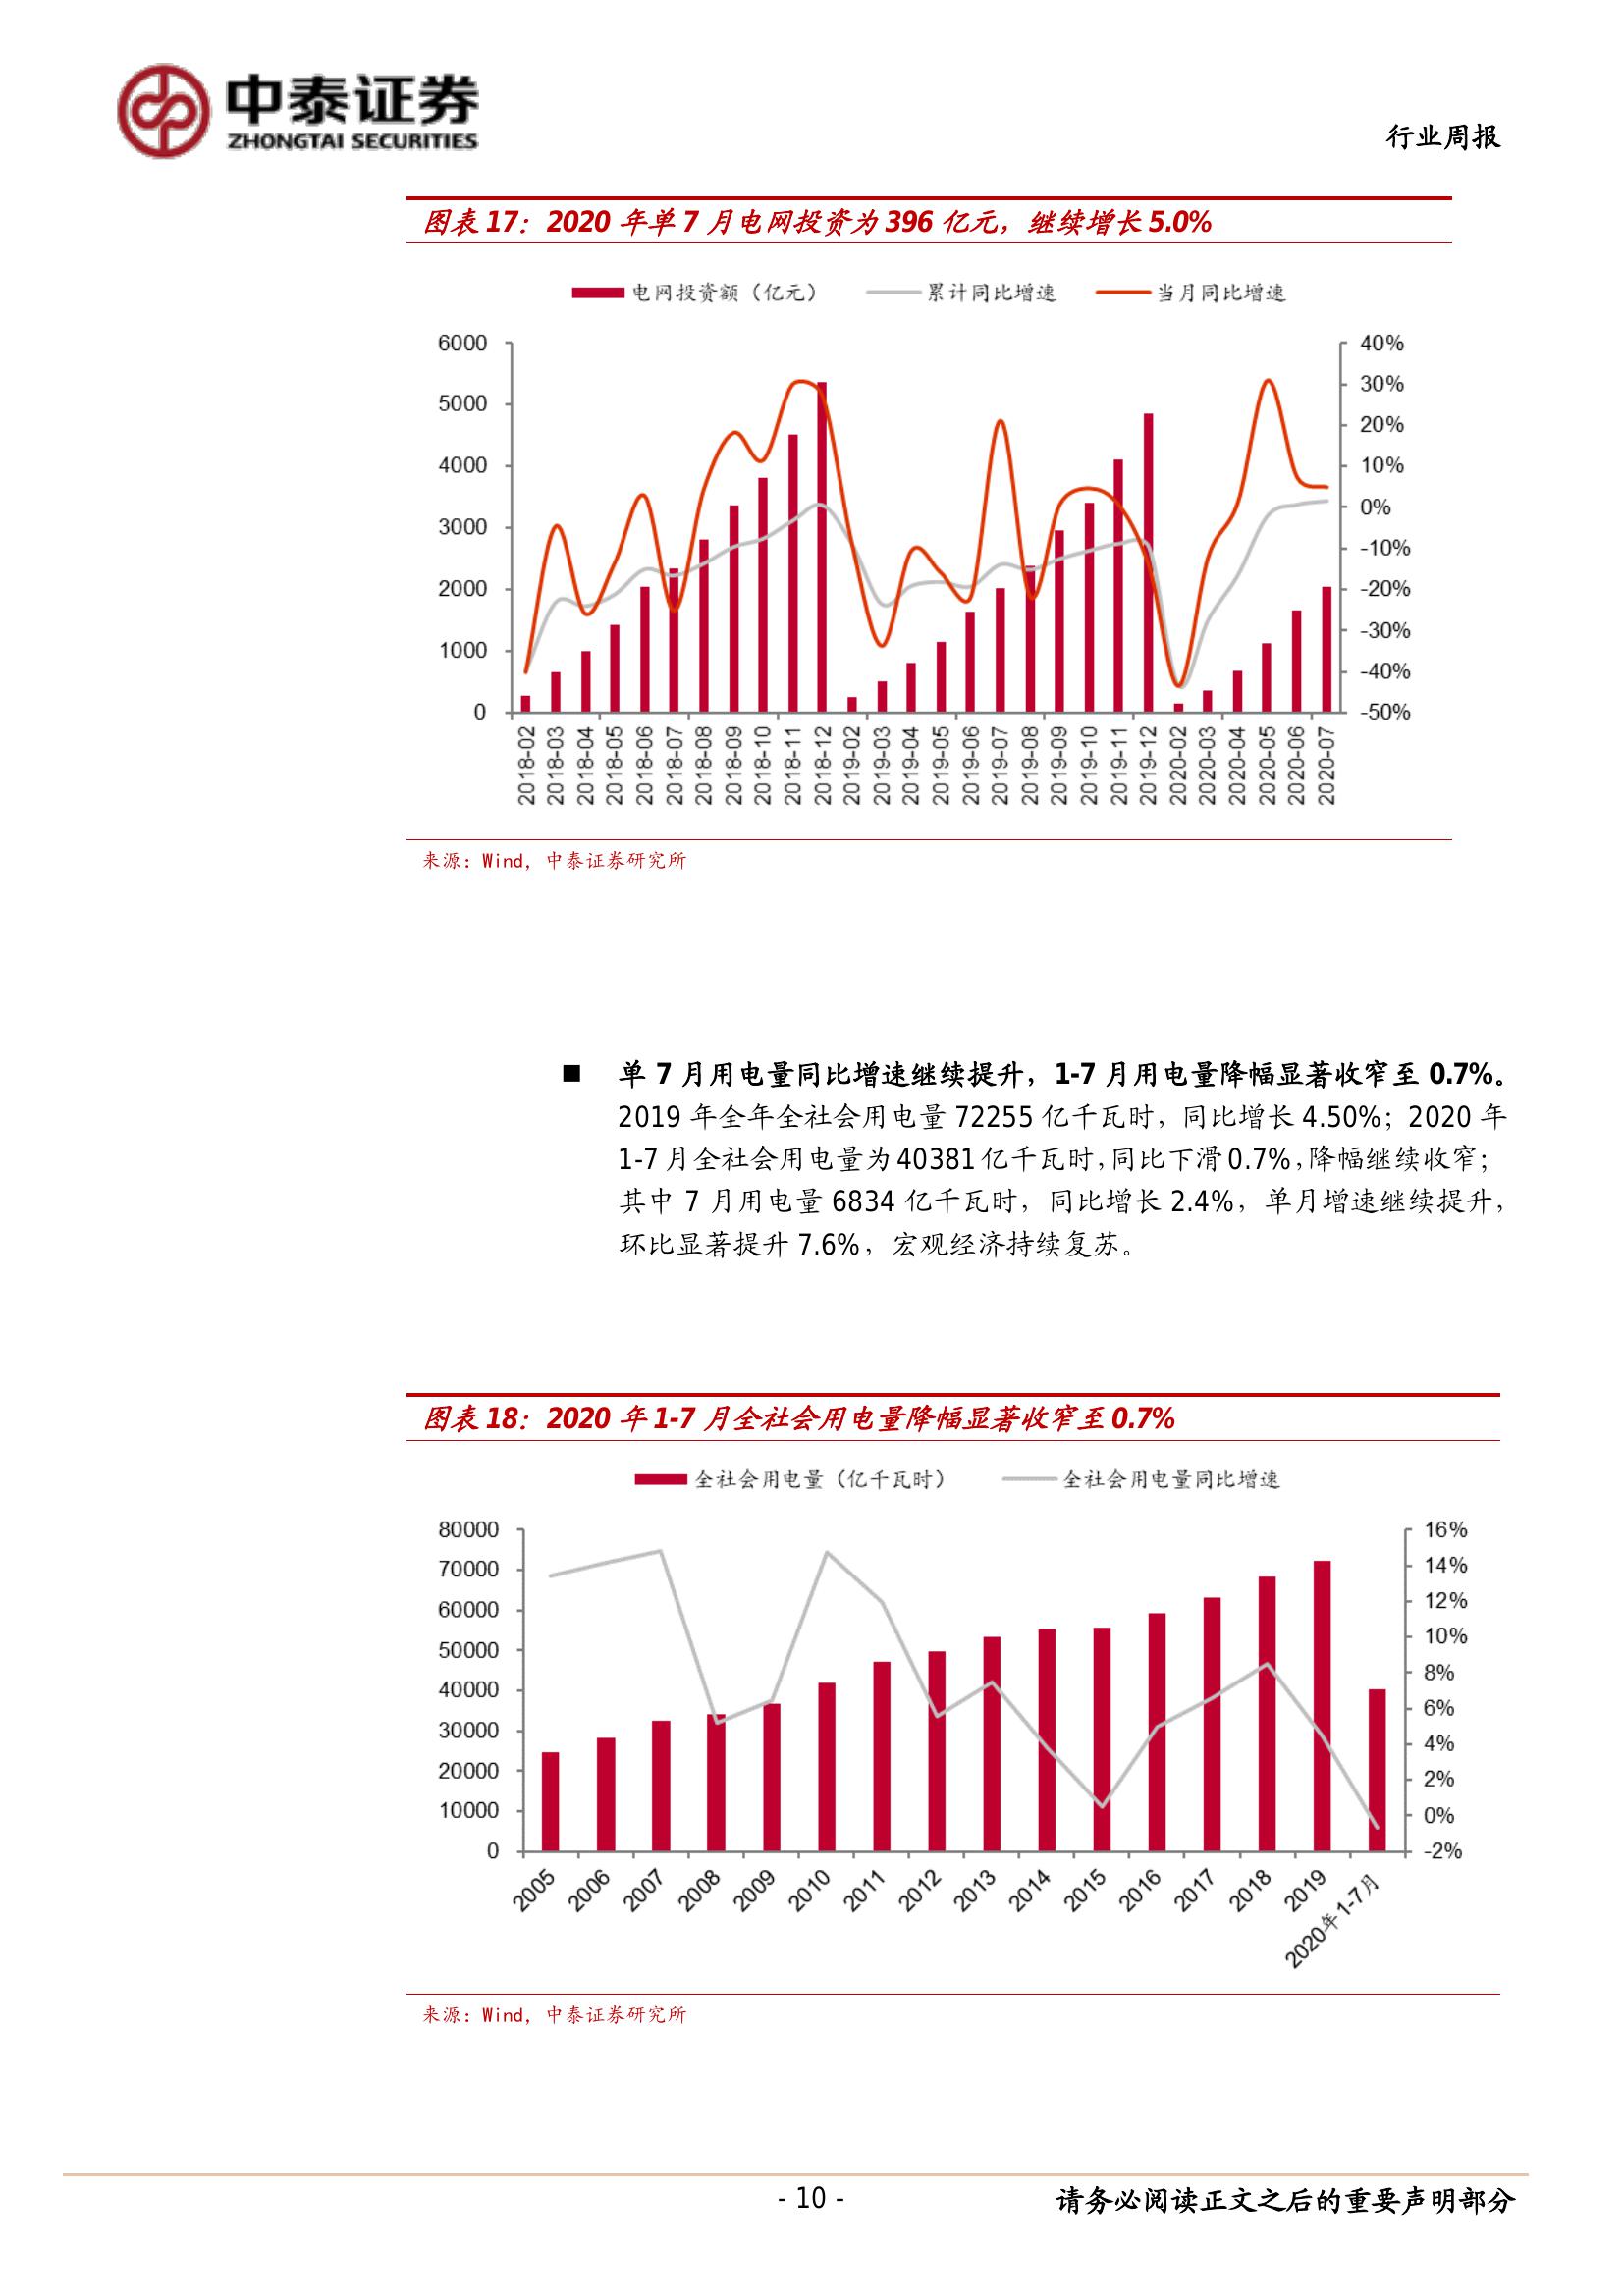 中泰证券
ZHONGTAI SECURITIES
行业周报
图表 17：2020 年单 7 月电网投资为 396 亿元，继续增长 5.0%
电网投资额（亿元） 累计同比增速 当月同比增速
6000 40%
30%
5000
20%
4000 10%
3000 0%
-10%
2000 -20%
-30%
1000
-40%
0 -50%
2018-02 2018-03 2018-04 2018-05 2018-06 2018-07 2018-08 2018-09 2018-10 2018-11 2018-12 2019-02 2019-03 2019-04 2019-05 2019-06 2019-07 2019-08 2019-09 2019-10 2019-11 2019-12 2020-02 2020-03 2020-04 2020-05 2020-06 2020-07
来源：Wind，中泰证券研究所
■ 单 7 月用电量同比增速继续提升，1-7 月用电量降幅显著收窄至 0.7%。
2019 年全年全社会用电量 72255 亿千瓦时，同比增长 4.50%；2020 年
1-7 月全社会用电量为 40381 亿千瓦时，同比下滑 0.7%，降幅继续收窄；
其中 7 月用电量 6834 亿千瓦时，同比增长 2.4%，单月增速继续提升，
环比显著提升 7.6%，宏观经济持续复苏。
图表 18：2020 年 1-7 月全社会用电量降幅显著收窄至 0.7%
全社会用电量（亿千瓦时） 全社会用电量同比增速
80000 16%
70000 14%
60000 12%
50000 10%
40000 8%
30000 6%
20000 4%
10000 2%
0 0%
-2%
2005 2006 2007 2008 2009 2010 2011 2012 2013 2014 2015 2016 2017 2018 2019 2020年1-7月
来源：Wind，中泰证券研究所
- 10 - 请务必阅读正文之后的重要声明部分